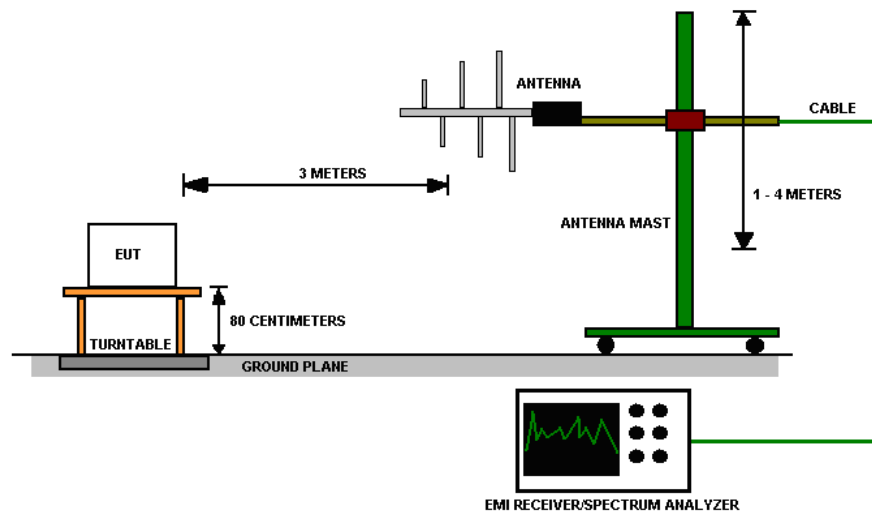 ANTENNA
CABLE
3 METERS
1 - 4 METERS
ANTENNA MAST
EUT
80 CENTIMETERS
TURNTABLE
GROUND PLANE
EMI RECEIVER/SPECTRUM ANALYZER